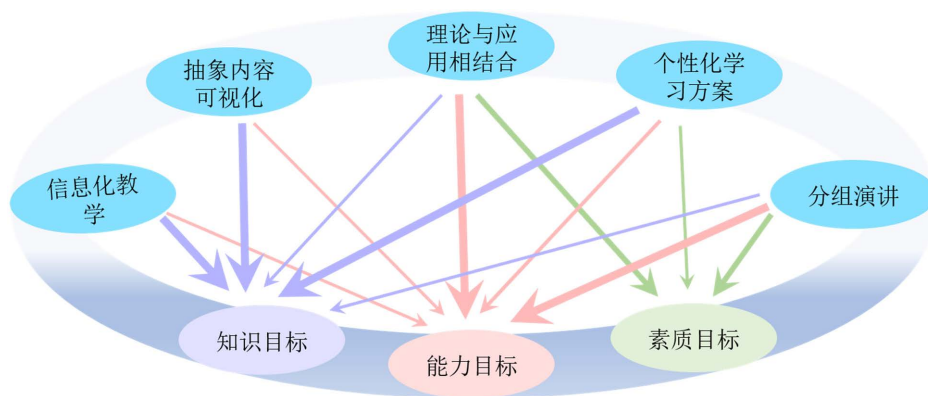 理论与应
用相结合
抽象内容
可视化
个性化学
习方案
信息化教
学
分组演讲
知识目标
能力目标
素质目标